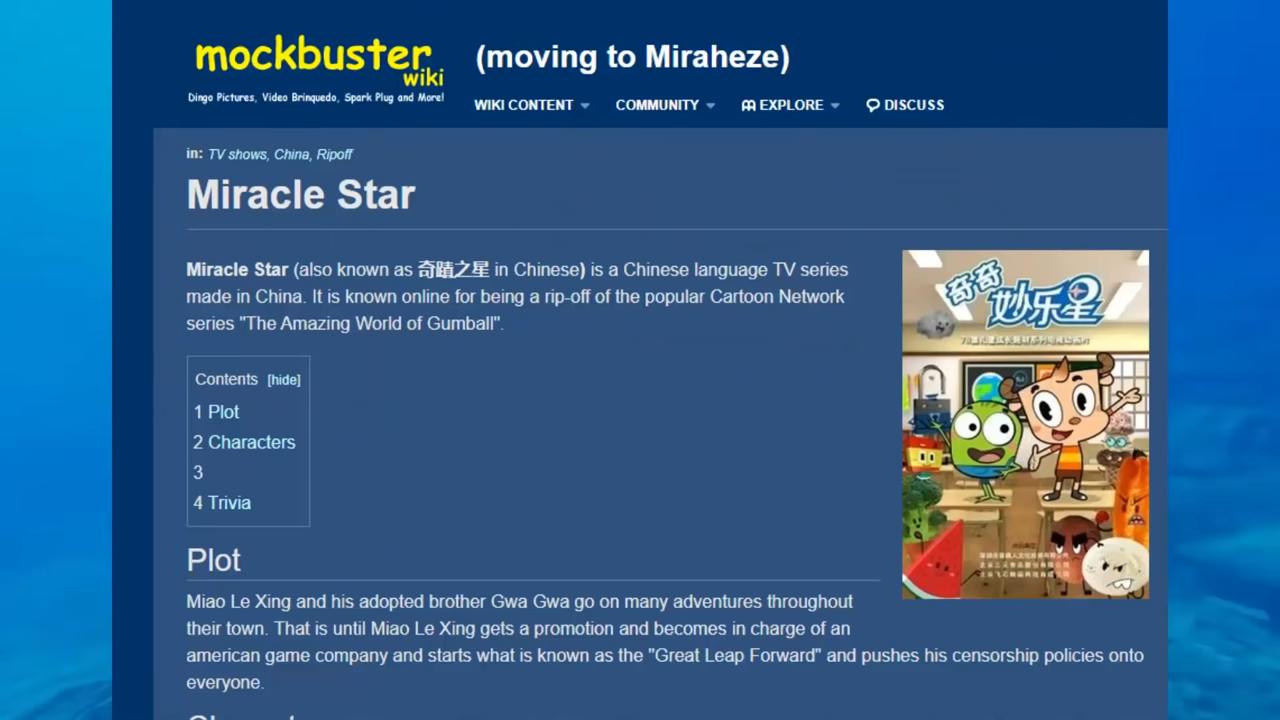 mockbuster
wiki
Dingo Pictures, Video Brinquedo, Spark Plug and More!
(moving to Miraheze)
WIKI CONTENT
COMMUNITY
EXPLORE
DISCUSS
in: TV shows, China, Ripoff
Miracle Star
Miracle Star (also known as 奇蹟之星 in Chinese) is a Chinese language TV series
made in China. It is known online for being a rip-off of the popular Cartoon Network
series "The Amazing World of Gumball".
奇奇
妙乐星
Contents [hide]
1 Plot
2 Characters
3
4 Trivia
Plot
Miao Le Xing and his adopted brother Gwa Gwa go on many adventures throughout
their town. That is until Miao Le Xing gets a promotion and becomes in charge of an
american game company and starts what is known as the "Great Leap Forward" and pushes his censorship policies onto
everyone.